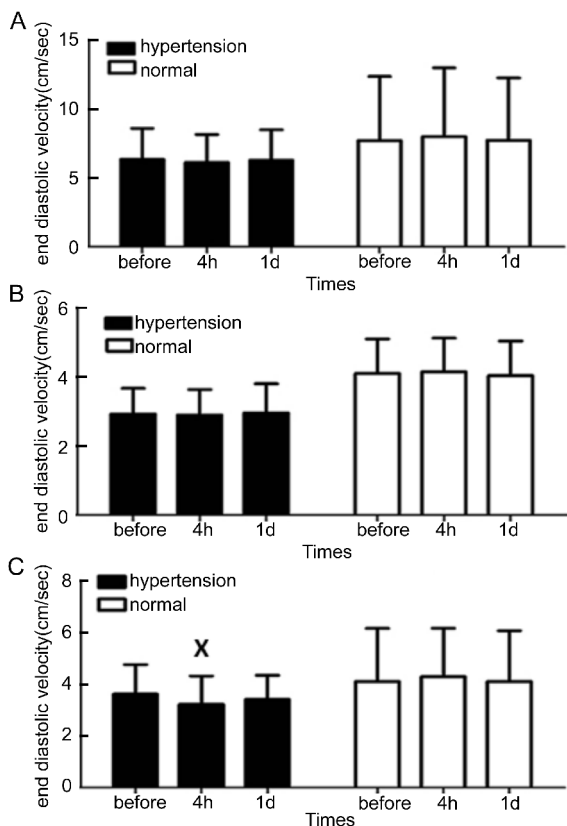 A
end diastolic velocity(cm/sec)
15
10
5
0
hypertension
normal
before 4h 1d before 4h 1d
Times
B
end diastolic velocity(cm/sec)
6
4
2
0
hypertension
normal
before 4h 1d before 4h 1d
Times
C
end diastolic velocity(cm/sec)
8
6
4
2
0
hypertension
normal
X
before 4h 1d before 4h 1d
Times